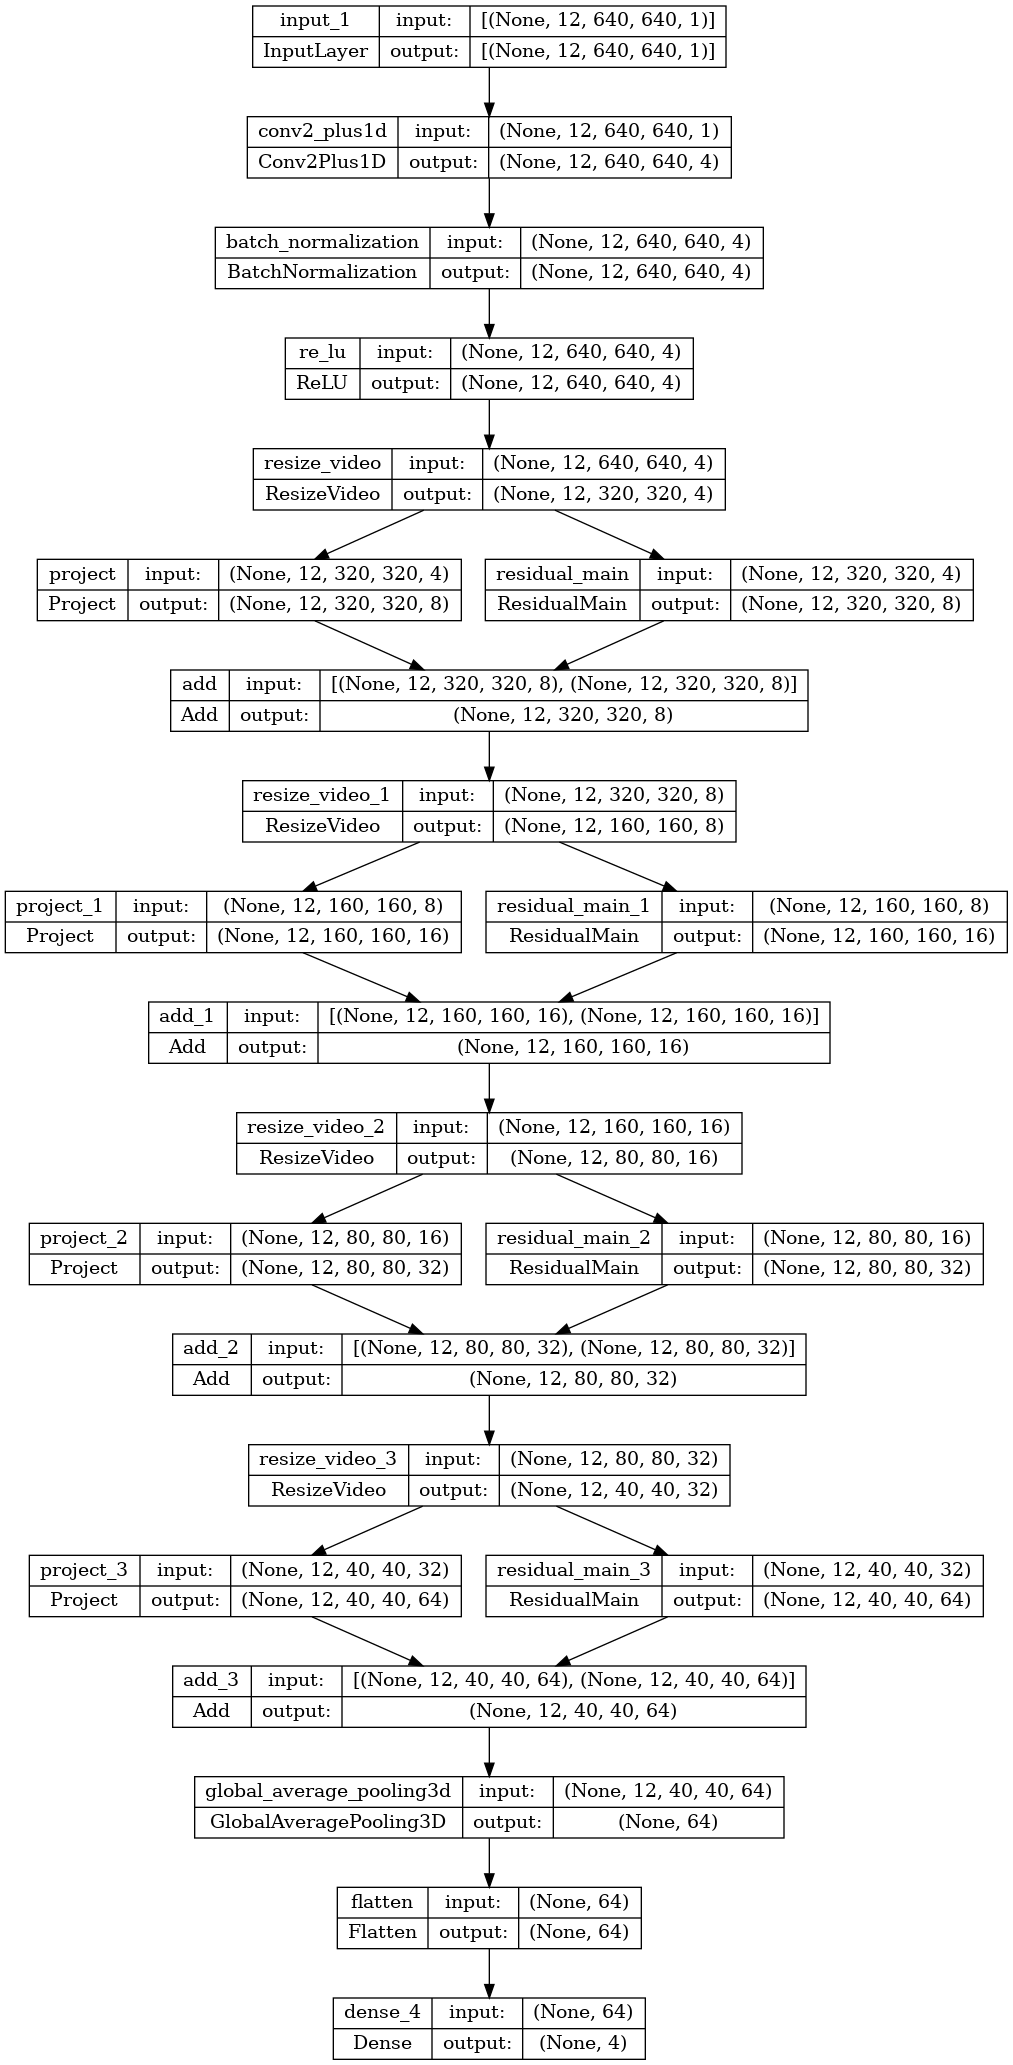 input_1 input: [(None, 12, 640, 640, 1)]
InputLayer output: [(None, 12, 640, 640, 1)]
conv2_plus1d input: (None, 12, 640, 640, 1)
Conv2Plus1D output: (None, 12, 640, 640, 4)
batch_normalization input: (None, 12, 640, 640, 4)
BatchNormalization output: (None, 12, 640, 640, 4)
re_lu input: (None, 12, 640, 640, 4)
ReLU output: (None, 12, 640, 640, 4)
resize_video input: (None, 12, 640, 640, 4)
ResizeVideo output: (None, 12, 320, 320, 4)
project input: (None, 12, 320, 320, 4)
Project output: (None, 12, 320, 320, 8)
residual_main input: (None, 12, 320, 320, 4)
ResidualMain output: (None, 12, 320, 320, 8)
add input: [(None, 12, 320, 320, 8), (None, 12, 320, 320, 8)]
Add output: (None, 12, 320, 320, 8)
resize_video_1 input: (None, 12, 320, 320, 8)
ResizeVideo output: (None, 12, 160, 160, 8)
project_1 input: (None, 12, 160, 160, 8)
Project output: (None, 12, 160, 160, 16)
residual_main_1 input: (None, 12, 160, 160, 8)
ResidualMain output: (None, 12, 160, 160, 16)
add_1 input: [(None, 12, 160, 160, 16), (None, 12, 160, 160, 16)]
Add output: (None, 12, 160, 160, 16)
resize_video_2 input: (None, 12, 160, 160, 16)
ResizeVideo output: (None, 12, 80, 80, 16)
project_2 input: (None, 12, 80, 80, 16)
Project output: (None, 12, 80, 80, 32)
residual_main_2 input: (None, 12, 80, 80, 16)
ResidualMain output: (None, 12, 80, 80, 32)
add_2 input: [(None, 12, 80, 80, 32), (None, 12, 80, 80, 32)]
Add output: (None, 12, 80, 80, 32)
resize_video_3 input: (None, 12, 80, 80, 32)
ResizeVideo output: (None, 12, 40, 40, 32)
project_3 input: (None, 12, 40, 40, 32)
Project output: (None, 12, 40, 40, 64)
residual_main_3 input: (None, 12, 40, 40, 32)
ResidualMain output: (None, 12, 40, 40, 64)
add_3 input: [(None, 12, 40, 40, 64), (None, 12, 40, 40, 64)]
Add output: (None, 12, 40, 40, 64)
global_average_pooling3d input: (None, 12, 40, 40, 64)
GlobalAveragePooling3D output: (None, 64)
flatten input: (None, 64)
Flatten output: (None, 64)
dense_4 input: (None, 64)
Dense output: (None, 4)